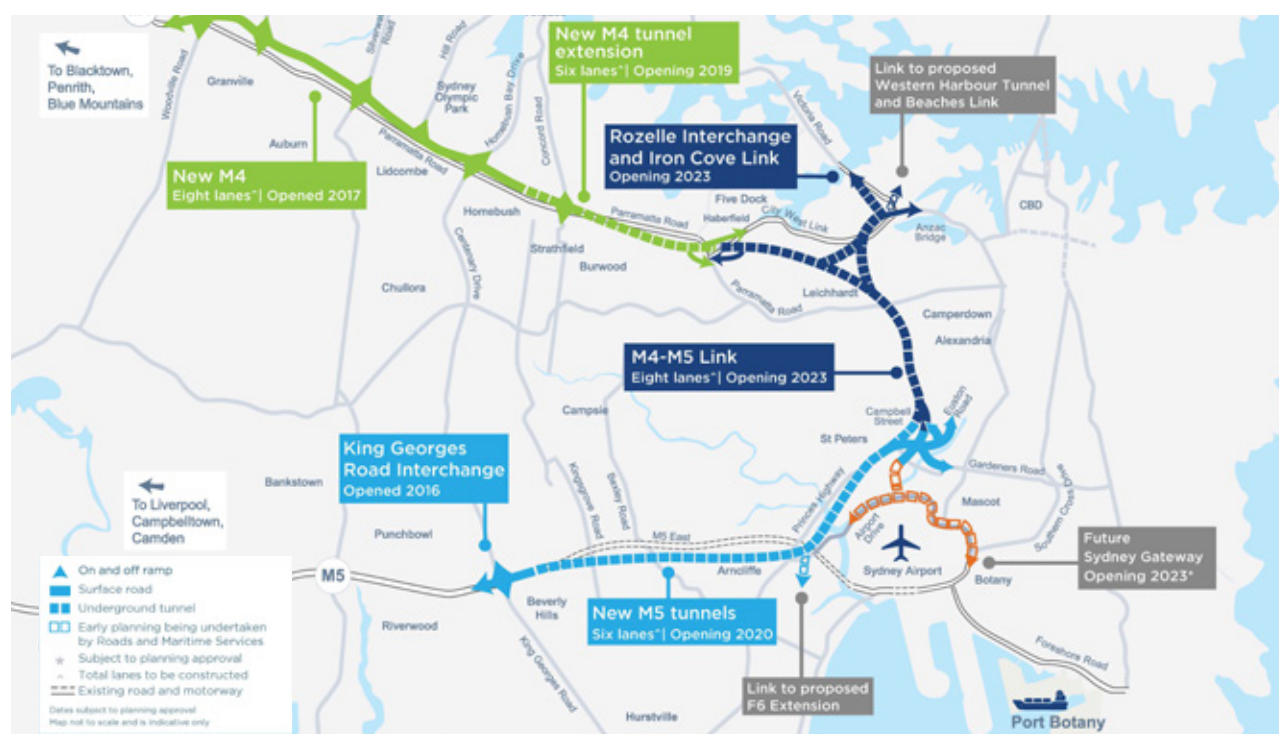 To Blacktown,
Penrith,
Blue Mountains
Woodville Road
Granville
Silverwater
Road
Hill Road
Sydney
Olympic
Park
Homebush Bay Drive
Concord Road
New M4 tunnel
extension
Six lanes^| Opening 2019
Link to proposed
Western Harbour Tunnel
and Beaches Link
Victoria Road
Rozelle Interchange
and Iron Cove Link
Opening 2023
Auburn
Parramatta Road
Lidcombe
New M4
Eight lanes^| Opened 2017
Homebush
Parramatta Road
Five Dock
Haberfield
City West Link
CBD
Anzac
Bridge
Strathfield
Burwood
Centenary Drive
Chullora
Parramatta Road
Leichhardt
Camperdown
Alexandria
M4-M5 Link
Eight lanes^| Opening 2023
Campsie
Campbell
Street
Euston
Road
St Peters
King Georges
Road Interchange
Opened 2016
Kingsgrove Road
Bexley Road
Princes Highway
Gardeners Road
Bankstown
Mascot
Southern Cross Drive
To Liverpool,
Campbelltown,
Camden
Punchbowl
M5 East
Airport
Drive
Future
Sydney Gateway
Opening 2023*
Arncliffe
Sydney Airport
Botany
M5
Beverly
Hills
New M5 tunnels
Six lanes^| Opening 2020
Riverwood
King Georges Road
Foreshore Road
Link to proposed
F6 Extension
Hurstville
Port Botany
On and off ramp
Surface road
Underground tunnel
Early planning being undertaken
by Roads and Maritime Services
* Subject to planning approval
^ Total lanes to be constructed
Existing road and motorway
Dates subject to planning approval
Map not to scale and is indicative only